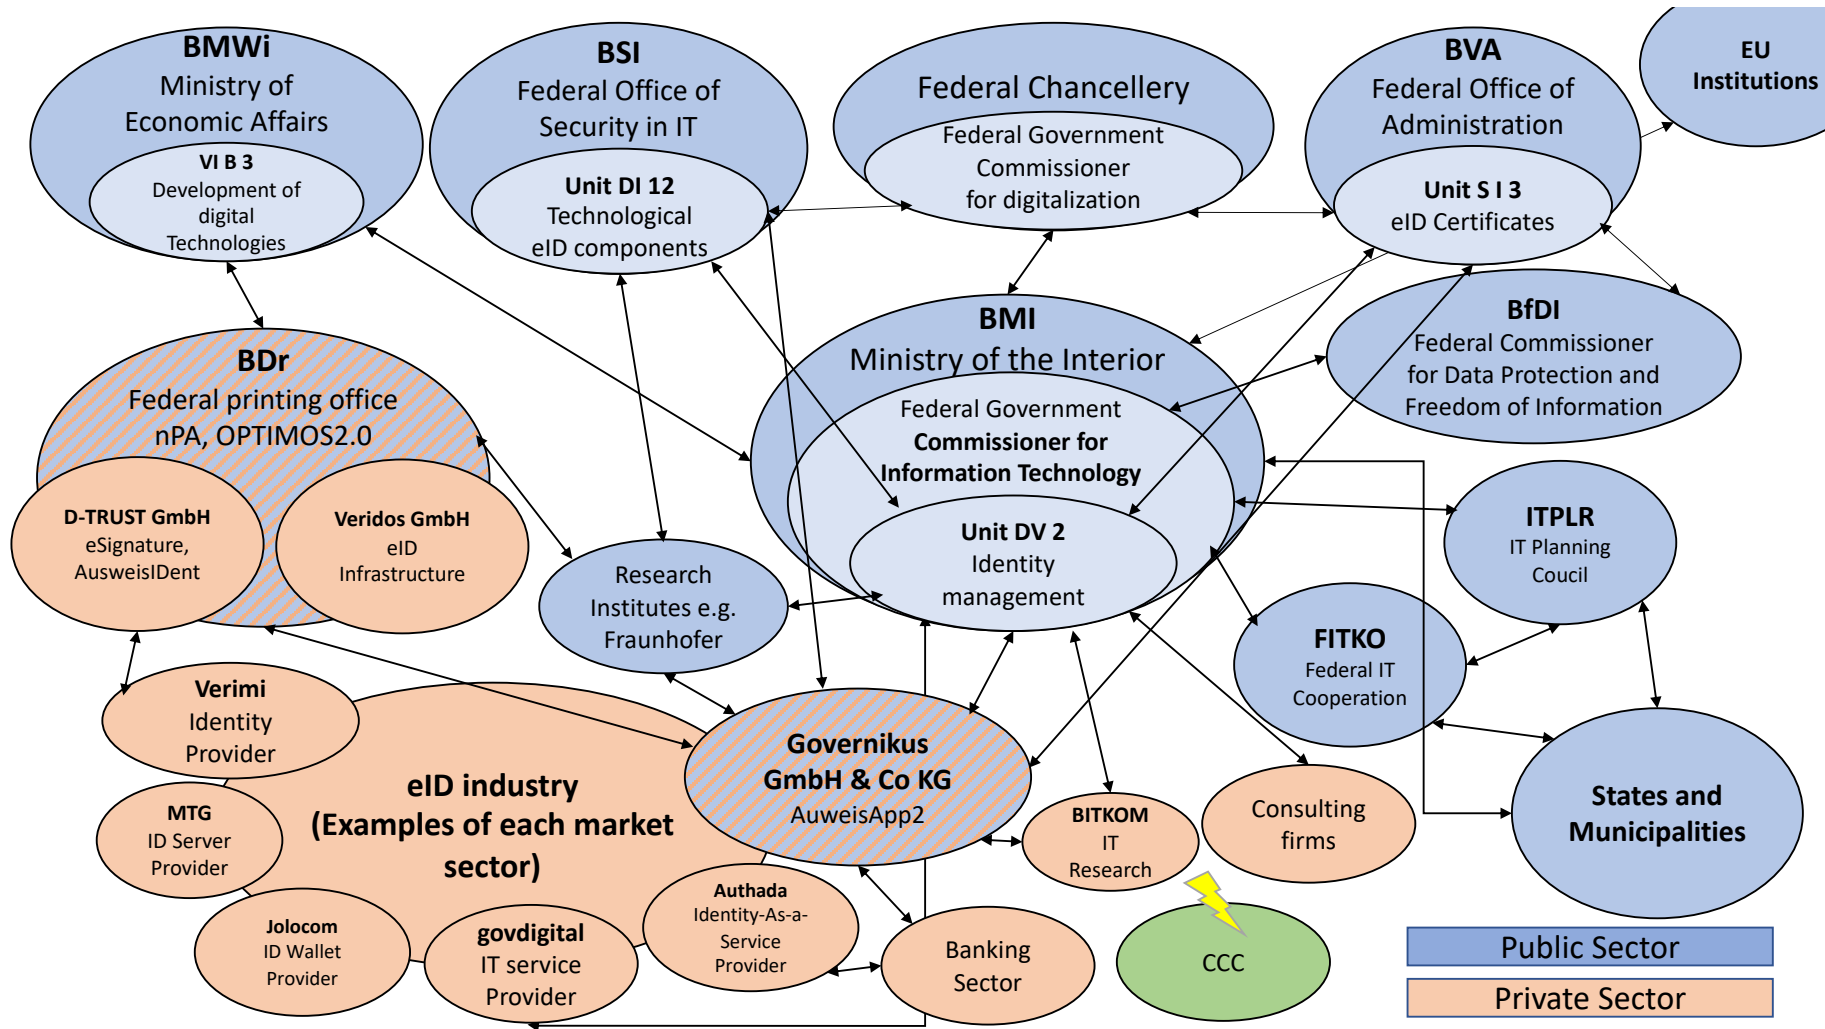 BMWi
Ministry of
Economic Affairs
VI B 3
Development of
digital
Technologies
BSI
Federal Office of
Security in IT
Unit DI 12
Technological
eID components
Federal Chancellery
Federal Government
Commissioner
for digitalization
BVA
Federal Office of
Administration
Unit S I 3
eID Certificates
EU
Institutions
BDr
Federal printing office
nPA, OPTIMOS2.0
D-TRUST GmbH
eSignature,
AusweisIDent
Veridos GmbH
eID
Infrastructure
BMI
Ministry of the Interior
Federal Government
Commissioner for
Information Technology
Unit DV 2
Identity
management
BfDI
Federal Commissioner
for Data Protection and
Freedom of Information
ITPLR
IT Planning
Coucil
Research
Institutes e.g.
Fraunhofer
FITKO
Federal IT
Cooperation
Verimi
Identity
Provider
eID industry
(Examples of each market
sector)
Governikus
GmbH & Co KG
AuweisApp2
MTG
ID Server
Provider
BITKOM
IT
Research
Consulting
firms
States and
Municipalities
Jolocom
ID Wallet
Provider
govdigital
IT service
Provider
Authada
Identity-As-a-
Service
Provider
Banking
Sector
CCC
Public Sector
Private Sector